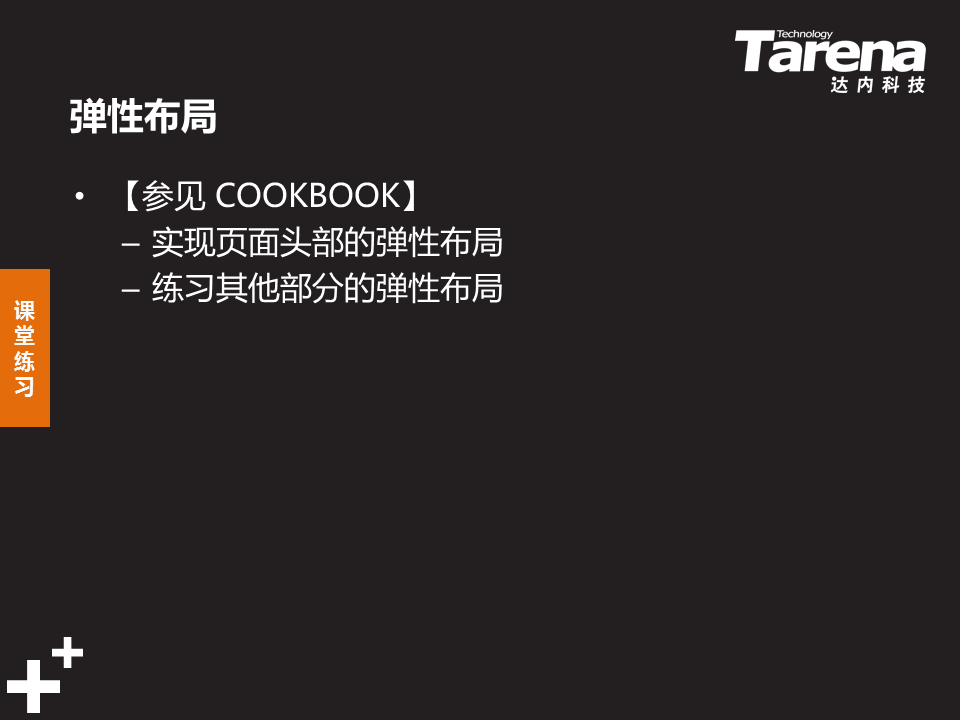 Technology
Tarena
达内科技
弹性布局
• 【参见 COOKBOOK】
– 实现页面头部的弹性布局
– 练习其他部分的弹性布局
课
堂
练
习